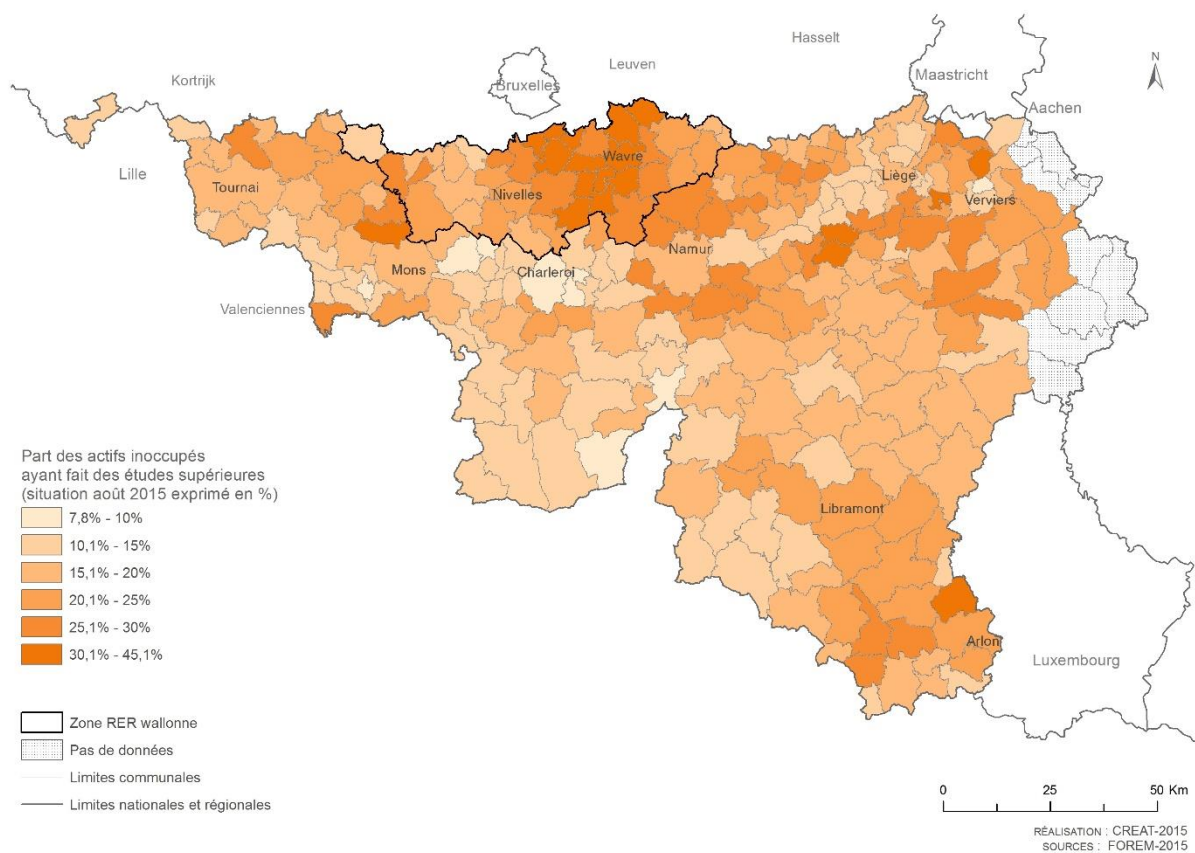 Hasselt
Kortrijk
Leuven
Bruxelles
Maastricht
N
Aachen
Lille
Tournai
Wavre
Nivelles
Liège
Verviers
Namur
Mons
Charleroi
Valenciennes
Libramont
Arlon
Luxembourg
Part des actifs inoccupés
ayant fait des études supérieures
(situation août 2015 exprimé en %)
7,8% - 10%
10,1% - 15%
15,1% - 20%
20,1% - 25%
25,1% - 30%
30,1% - 45,1%
Zone RER wallonne
Pas de données
Limites communales
Limites nationales et régionales
0 25 50 Km
RÉALISATION : CREAT-2015
SOURCES : FOREM-2015